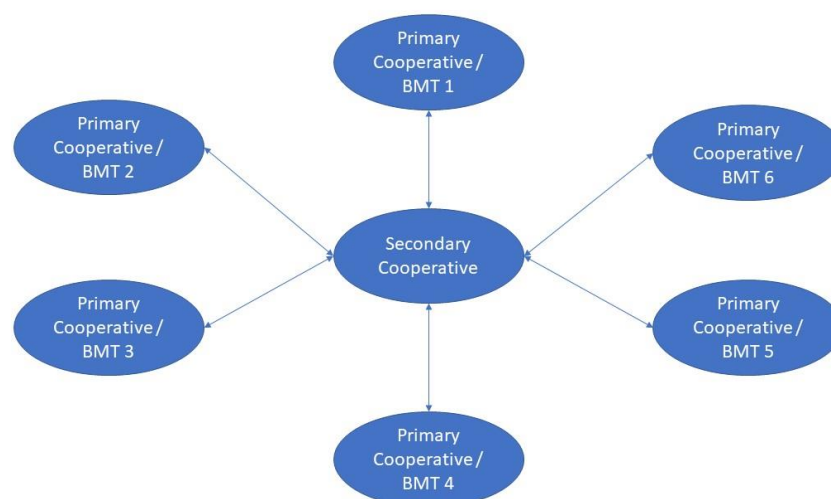 Primary
Cooperative /
BMT 1
Primary
Cooperative /
BMT 2
Primary
Cooperative /
BMT 6
Secondary
Cooperative
Primary
Cooperative /
BMT 3
Primary
Cooperative /
BMT 5
Primary
Cooperative /
BMT 4